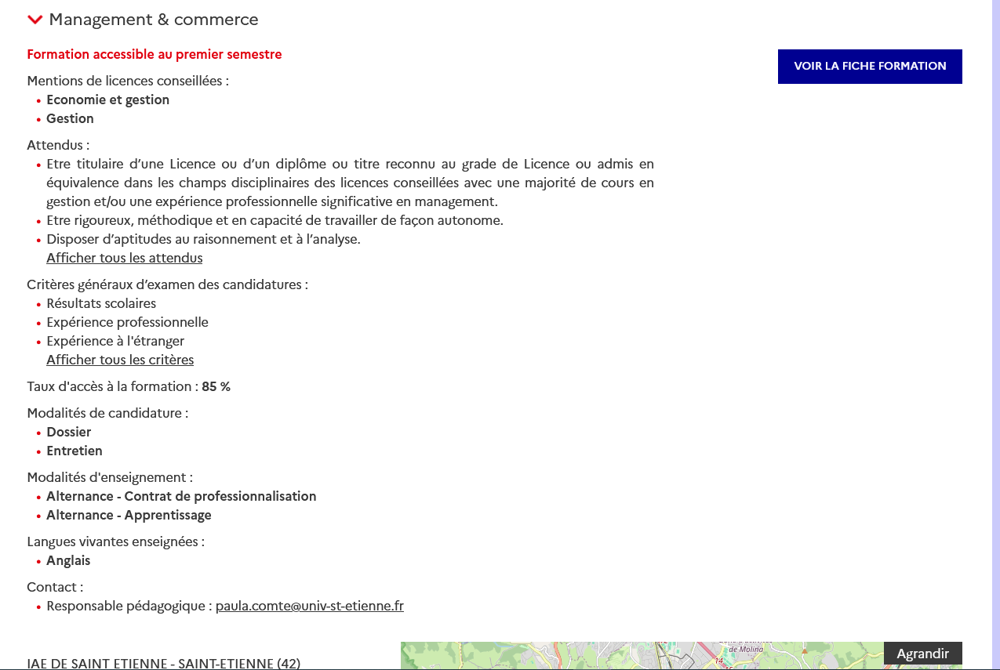 Management & commerce
Formation accessible au premier semestre
VOIR LA FICHE FORMATION
Mentions de licences conseillées :
• Economie et gestion
• Gestion
Attendus :
• Etre titulaire d’une Licence ou d’un diplôme ou titre reconnu au grade de Licence ou admis en
équivalence dans les champs disciplinaires des licences conseillées avec une majorité de cours en
gestion et/ou une expérience professionnelle significative en management.
• Etre rigoureux, méthodique et en capacité de travailler de façon autonome.
• Disposer d’aptitudes au raisonnement et à l’analyse.
Afficher tous les attendus
Critères généraux d’examen des candidatures :
• Résultats scolaires
• Expérience professionnelle
• Expérience à l'étranger
Afficher tous les critères
Taux d'accès à la formation : 85 %
Modalités de candidature :
• Dossier
• Entretien
Modalités d'enseignement :
• Alternance - Contrat de professionnalisation
• Alternance - Apprentissage
Langues vivantes enseignées :
• Anglais
Contact :
• Responsable pédagogique : paula.comte@univ-st-etienne.fr
IAE DE SAINT ETIENNE - SAINT-ETIENNE (42)
de Molina
14
Agrandir